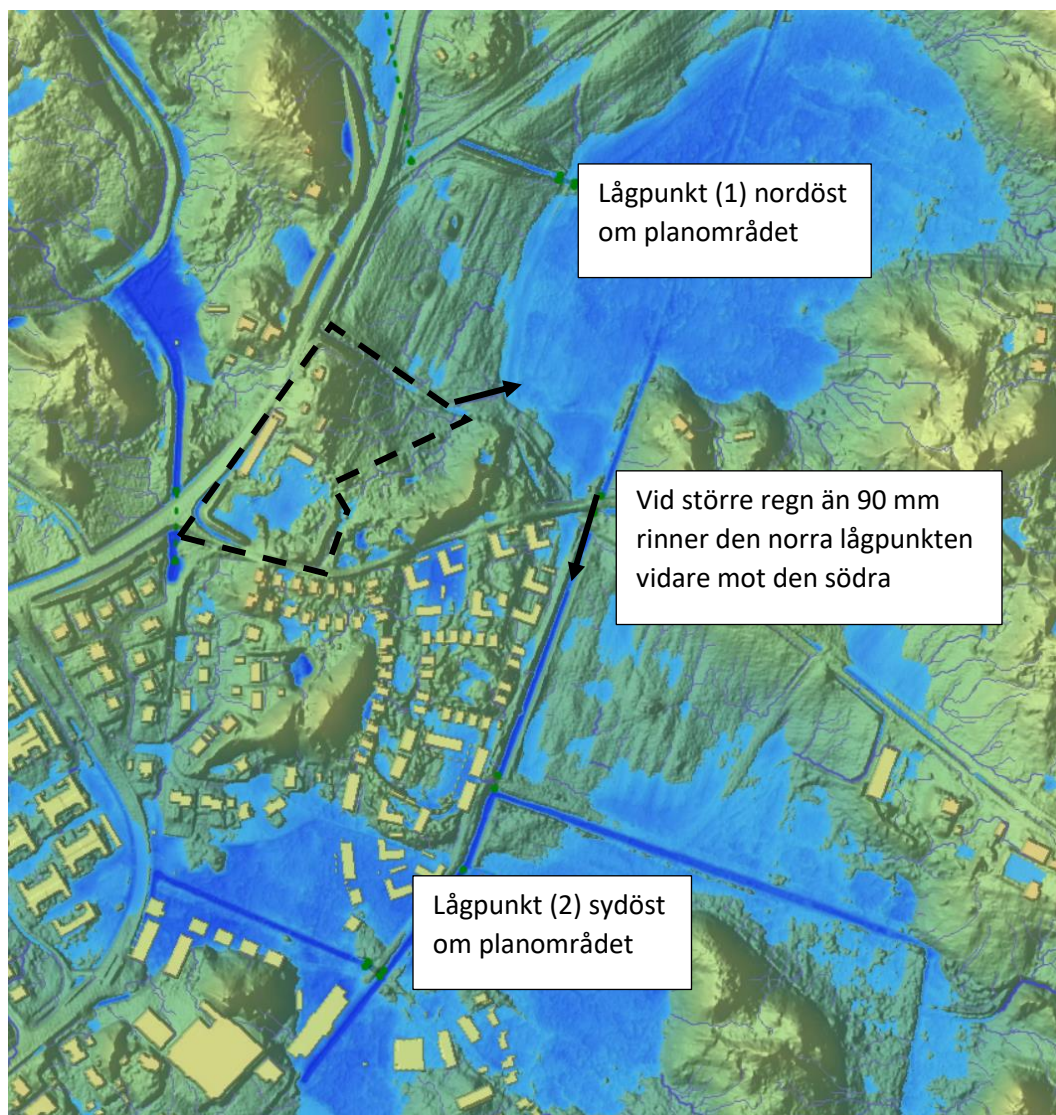 Lågpunkt (1) nordöst
om planområdet
Vid större regn än 90 mm
rinner den norra lågpunkten
vidare mot den södra
Lågpunkt (2) sydöst
om planområdet